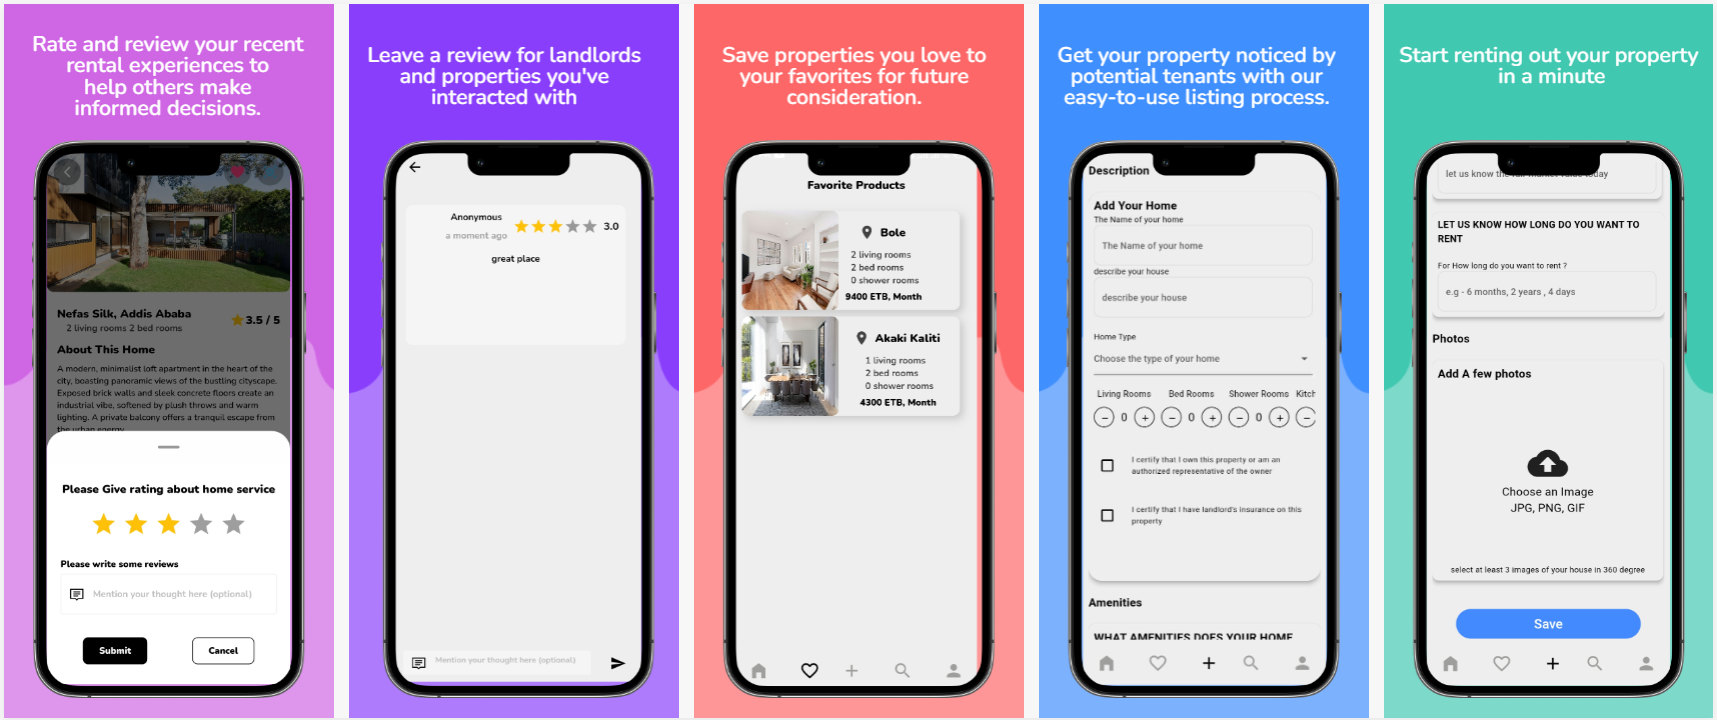 Rate and review your recent
rental experiences to
help others make
informed decisions.
Nefas Silk, Addis Ababa
2 living rooms 2 bed rooms
3.5 / 5
About This Home
A modern, minimalist loft apartment in the heart of the
city, boasting panoramic views of the bustling cityscape.
Exposed brick walls and sleek concrete floors create an
industrial vibe, softened by plush throws and warm
lighting. A private balcony offers a tranquil escape from
the urban energy.
Please Give rating about home service
Please write some reviews
Mention your thought here (optional)
Submit
Cancel
Leave a review for landlords
and properties you've
interacted with
Anonymous
a moment ago
3.0
great place
Mention your thought here (optional)
Save properties you love to
your favorites for future
consideration.
Favorite Products
Bole
2 living rooms
2 bed rooms
0 shower rooms
9400 ETB, Month
Akaki Kaliti
1 living rooms
2 bed rooms
0 shower rooms
4300 ETB, Month
Get your property noticed by
potential tenants with our
easy-to-use listing process.
Description
Add Your Home
The Name of your home
The Name of your home
describe your house
describe your house
Home Type
Choose the type of your home
Living Rooms Bed Rooms Shower Rooms Kitch
− 0 + − 0 + − 0 + −
I certify that I own this property or am an
authorized representative of the owner
I certify that I have landlord's insurance on this
property
Amenities
WHAT AMENITIES DOES YOUR HOME
Start renting out your property
in a minute
let us know the fair market value today
LET US KNOW HOW LONG DO YOU WANT TO
RENT
For How long do you want to rent ?
e.g - 6 months, 2 years , 4 days
Photos
Add A few photos
Choose an Image
JPG, PNG, GIF
select at least 3 images of your house in 360 degree
Save